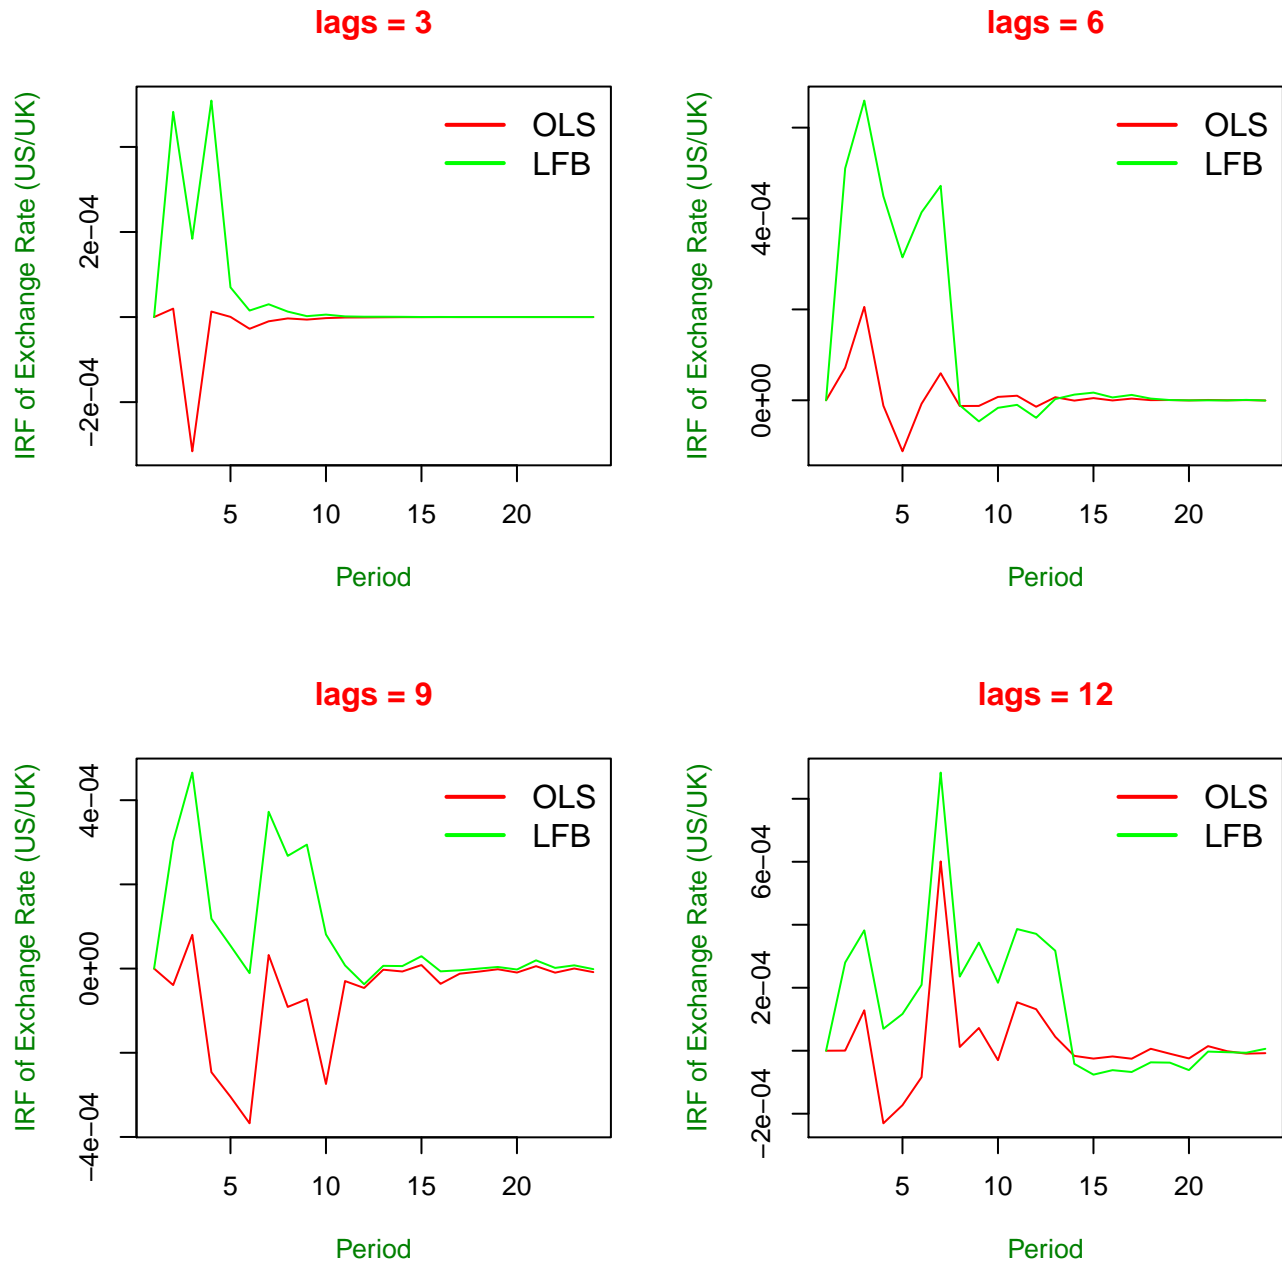 lags = 3
IRF of Exchange Rate (US/UK)
2e−04
−2e−04
OLS
LFB
5 10 15 20
Period
lags = 6
IRF of Exchange Rate (US/UK)
4e−04
0e+00
OLS
LFB
5 10 15 20
Period
lags = 9
IRF of Exchange Rate (US/UK)
4e−04
0e+00
−4e−04
OLS
LFB
5 10 15 20
Period
lags = 12
IRF of Exchange Rate (US/UK)
6e−04
2e−04
−2e−04
OLS
LFB
5 10 15 20
Period